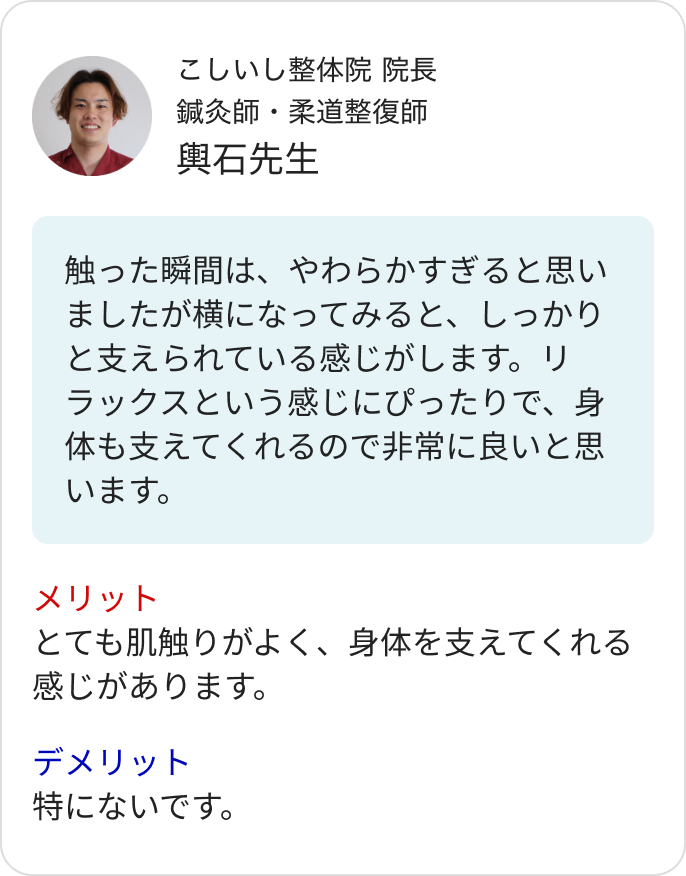 こしいし整体院 院長
鍼灸師・柔道整復師
輿石先生
触った瞬間は、やわらかすぎると思い
ましたが横になってみると、しっかり
と支えられている感じがします。リ
ラックスという感じにぴったりで、身
体も支えてくれるので非常に良いと思
います。
メリット
とても肌触りがよく、身体を支えてくれる
感じがあります。
デメリット
特にないです。